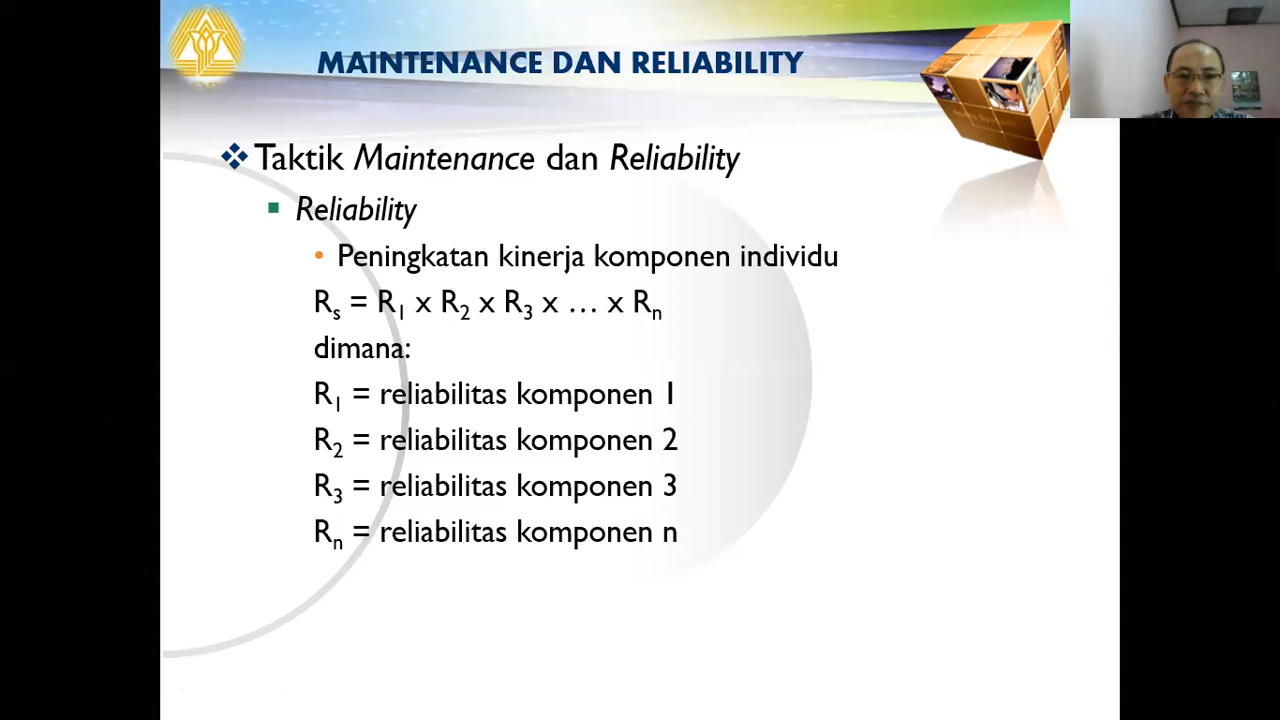 MAINTENANCE DAN RELIABILITY
Taktik Maintenance dan Reliability
Reliability
Peningkatan kinerja komponen individu
Rs = R1 x R2 x R3 x … x Rn
dimana:
R1 = reliabilitas komponen 1
R2 = reliabilitas komponen 2
R3 = reliabilitas komponen 3
Rn = reliabilitas komponen n